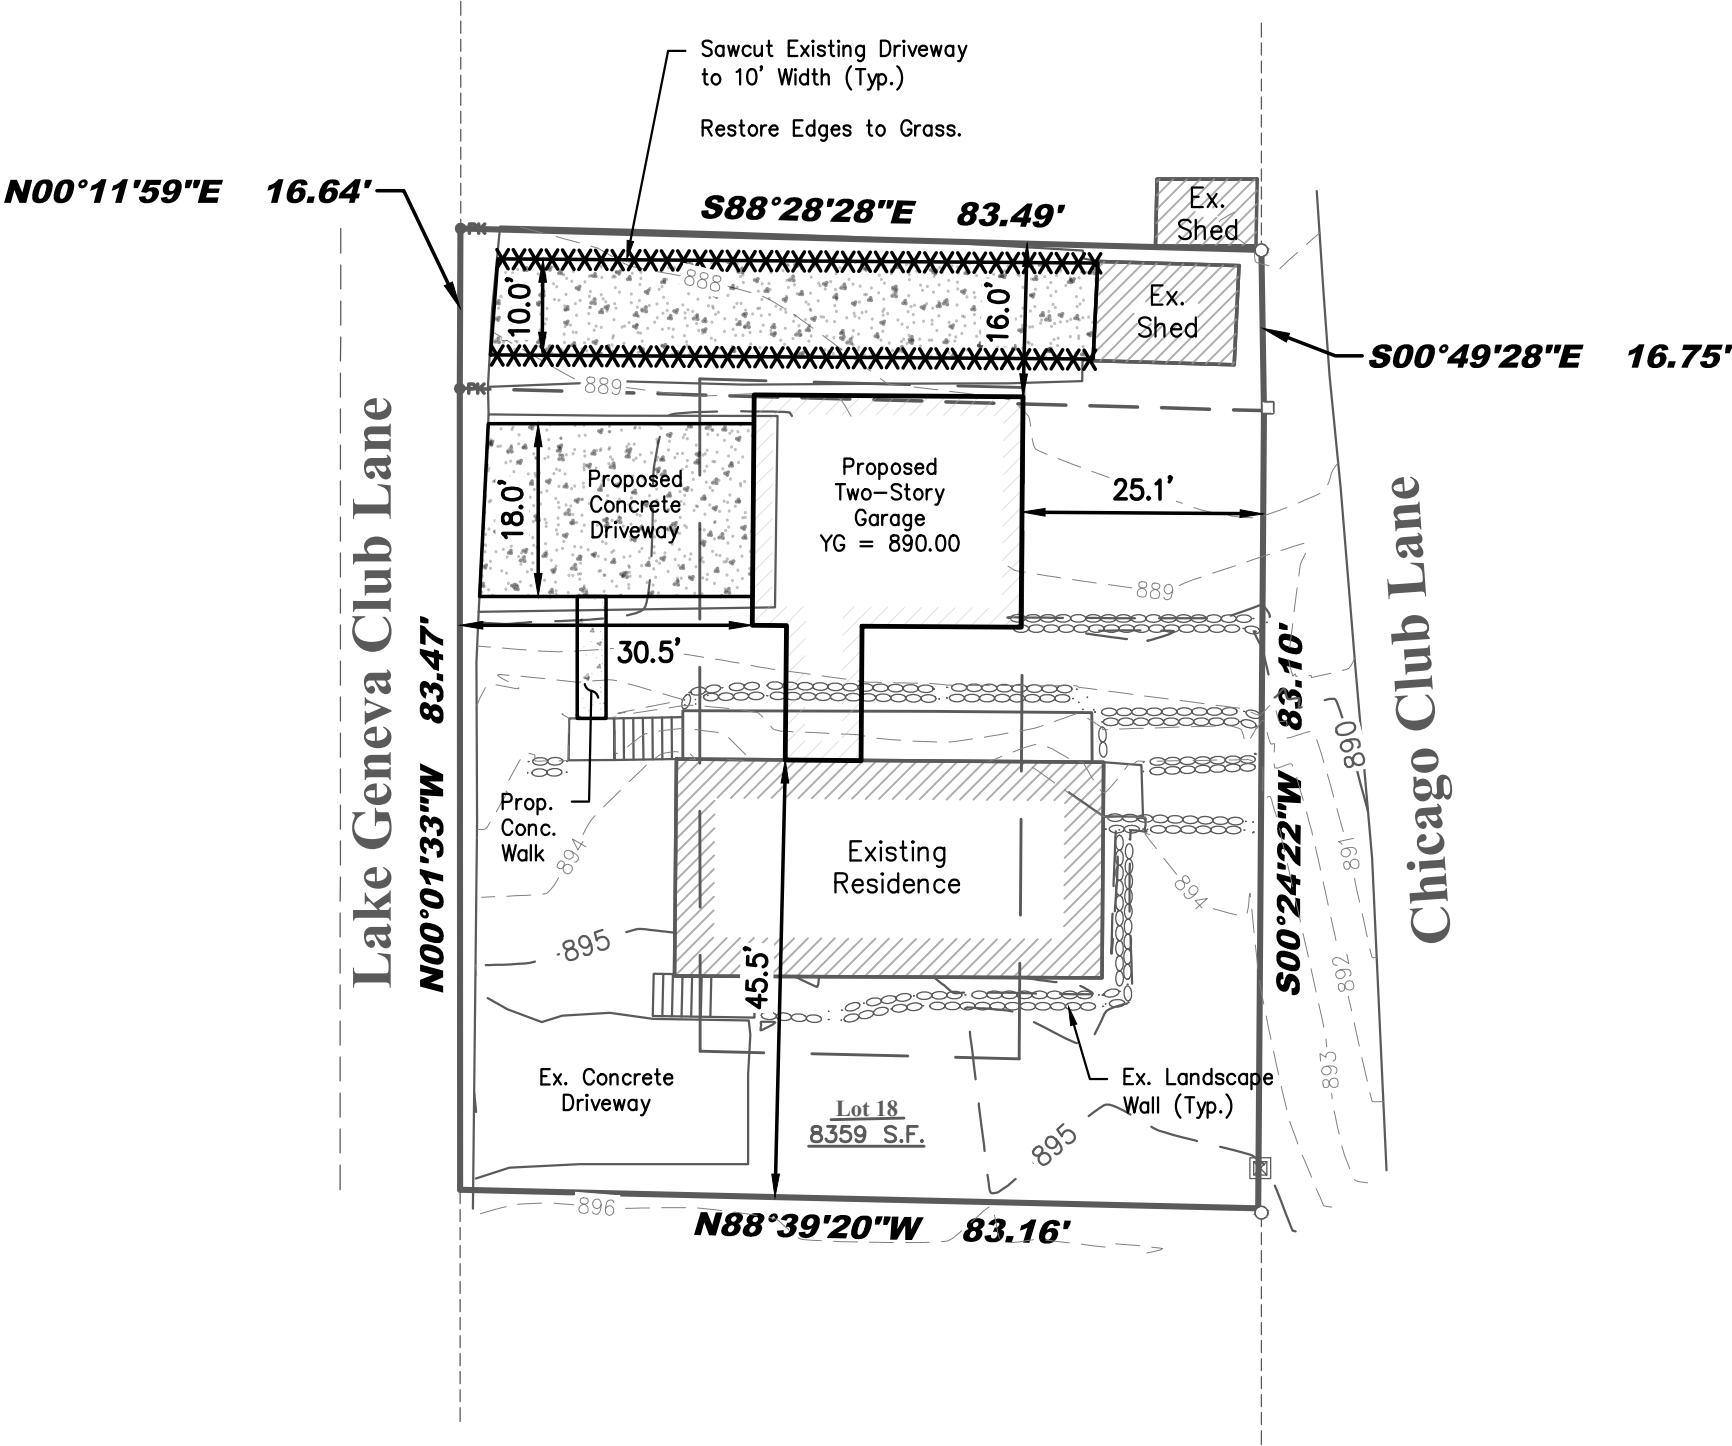 Sawcut Existing Driveway
to 10' Width (Typ.)
Restore Edges to Grass.
N00°11'59"E 16.64'
S88°28'28"E 83.49'
Ex.
Shed
PK
888
10.0'
16.0'
Ex.
Shed
S00°49'28"E 16.75'
PK
889
Lake Geneva Club Lane
18.0'
Proposed
Concrete
Driveway
Proposed
Two-Story
Garage
YG = 890.00
25.1'
Chicago Club Lane
889
30.5'
N00°01'33"W 83.47'
S00°24'22"W 83.10'
890
Prop.
Conc.
Walk
894
Existing
Residence
894
891
895
892
45.5'
893
Ex. Concrete
Driveway
Ex. Landscape
Wall (Typ.)
Lot 18
8359 S.F.
895
896
N88°39'20"W 83.16'